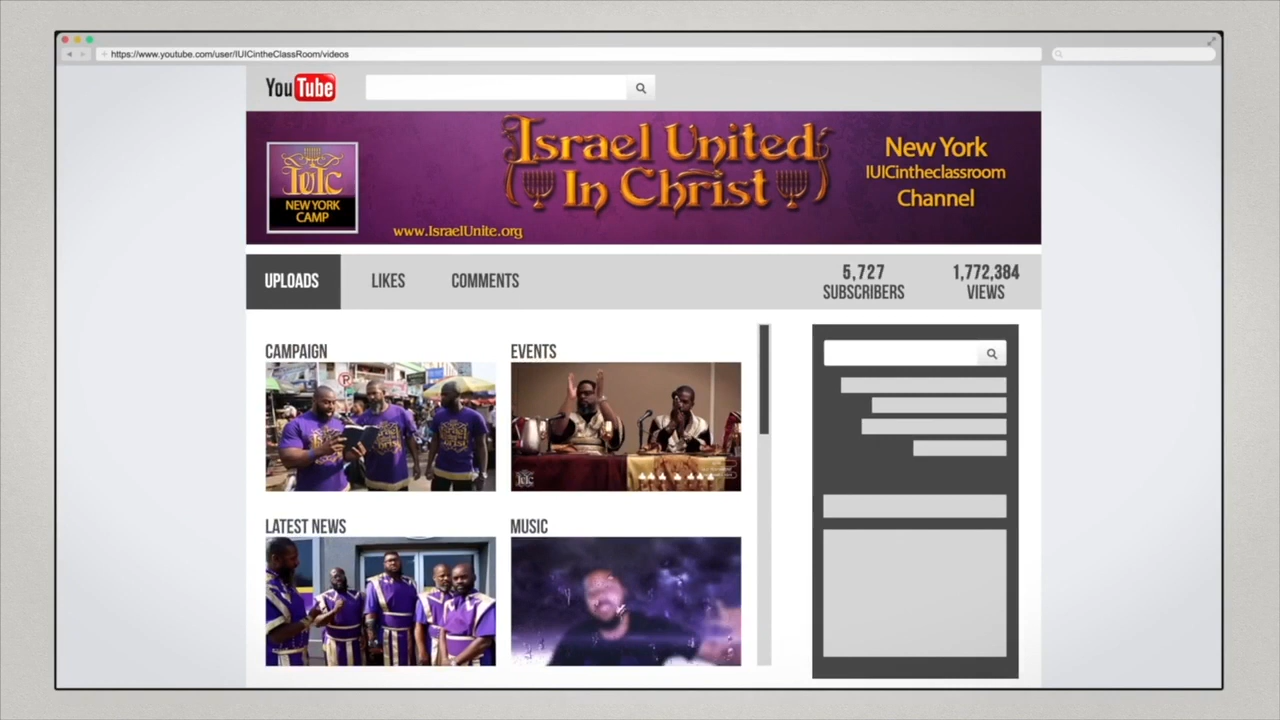 https://www.youtube.com/user/IUICintheClassRoom/videos
YouTube
Israel United
In Christ
IUIC
NEW YORK
CAMP
www.IsraelUnite.org
New York
IUICintheclassroom
Channel
UPLOADS
LIKES
COMMENTS
5,727
SUBSCRIBERS
1,772,384
VIEWS
CAMPAIGN
EVENTS
P
IUIC
LATEST NEWS
MUSIC